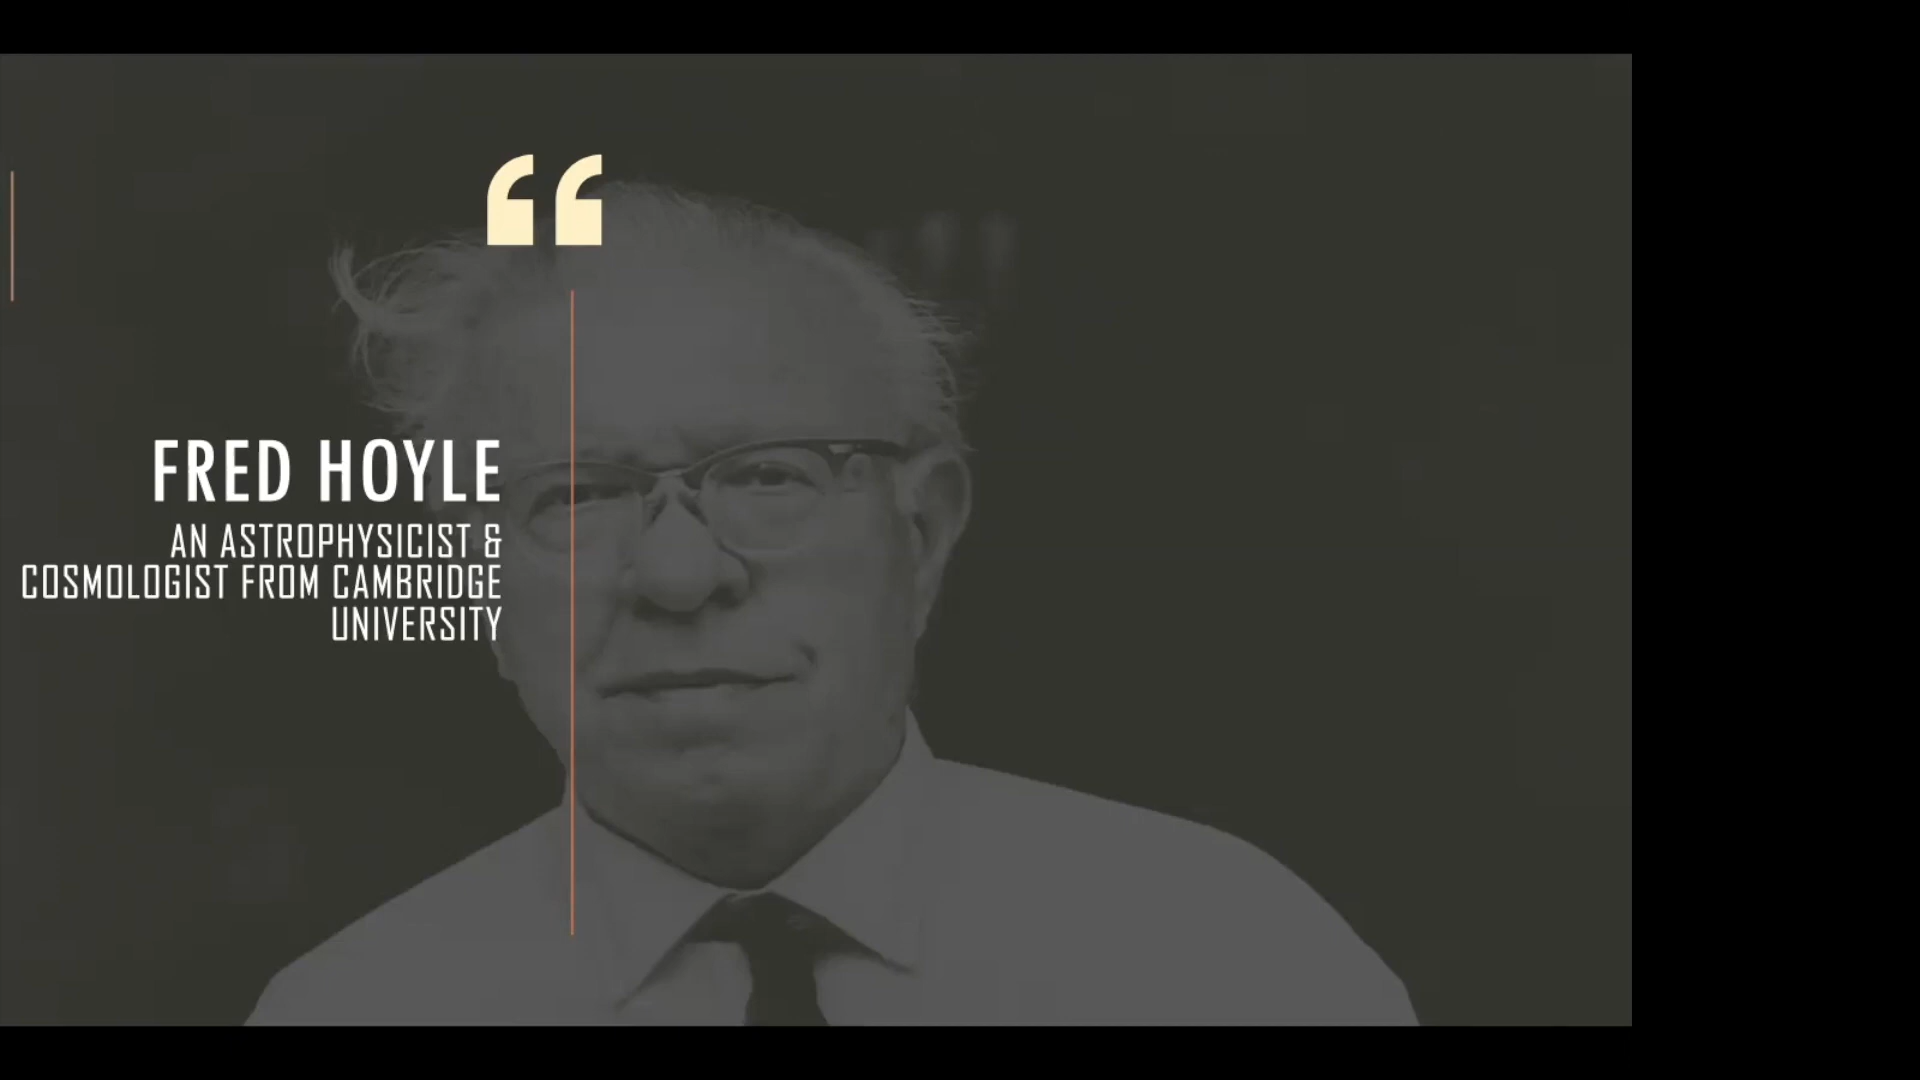 “
FRED HOYLE
AN ASTROPHYSICIST &
COSMOLOGIST FROM CAMBRIDGE
UNIVERSITY